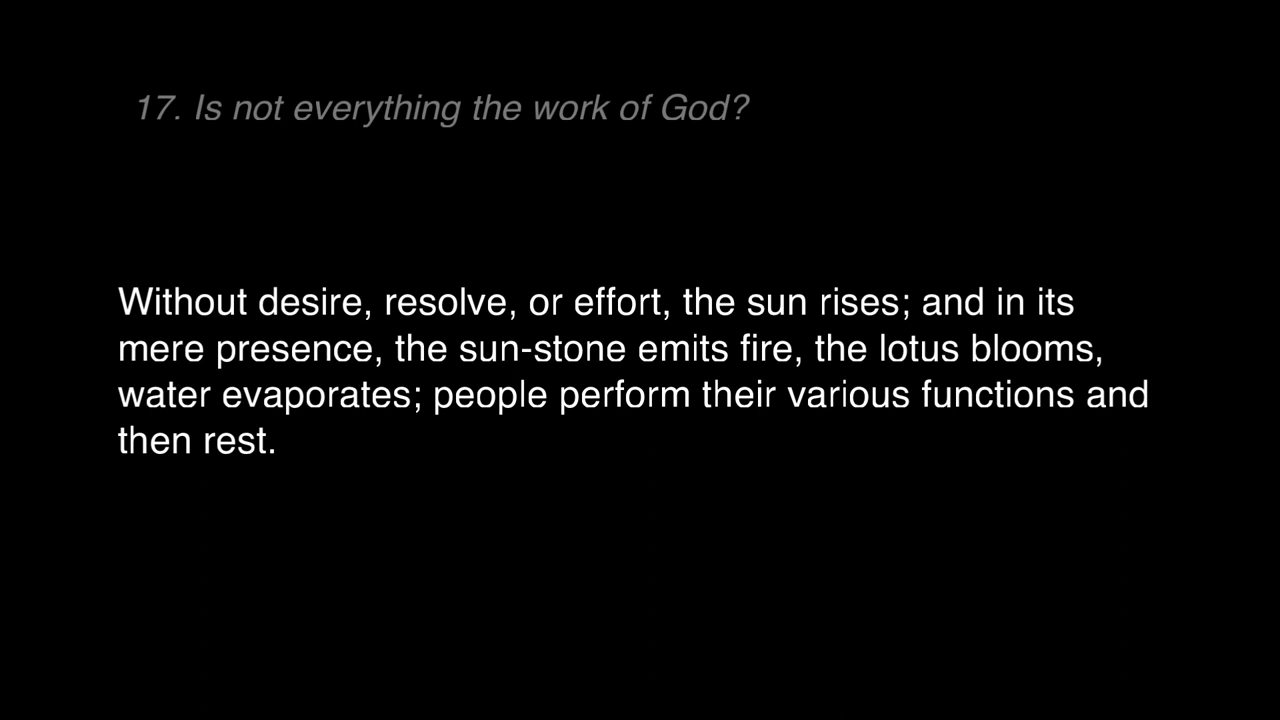 17. Is not everything the work of God?
Without desire, resolve, or effort, the sun rises; and in its
mere presence, the sun-stone emits fire, the lotus blooms,
water evaporates; people perform their various functions and
then rest.